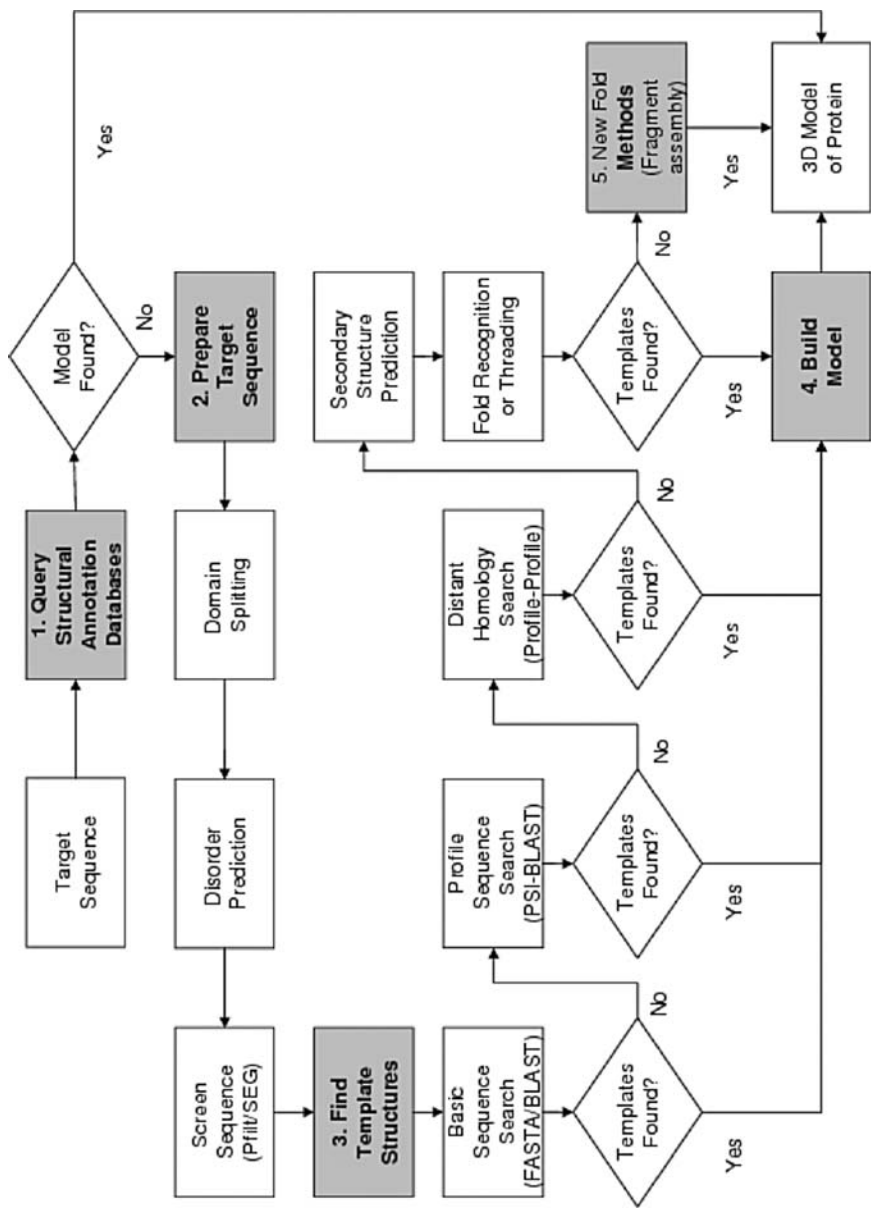 Target
Sequence
1. Query
Structural
Annotation
Databases
Model
Found?
Yes
No
2. Prepare
Target
Sequence
Domain
Splitting
Disorder
Prediction
Screen
Sequence
(Pfilt/SEG)
3. Find
Template
Structures
Basic
Sequence
Search
(FASTA/BLAST)
Templates
Found?
No
Yes
Profile
Sequence
Search
(PSI-BLAST)
Templates
Found?
No
Yes
Distant
Homology
Search
(Profile-Profile)
Templates
Found?
No
Yes
Secondary
Structure
Prediction
Fold Recognition
or Threading
Templates
Found?
No
Yes
5. New Fold
Methods
(Fragment
assembly)
Yes
4. Build
Model
3D Model
of Protein